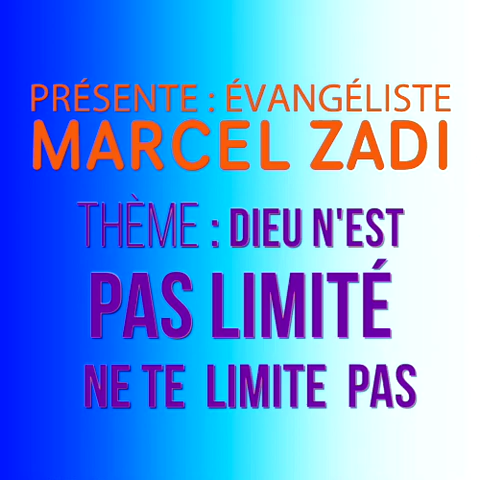 PRÉSENTE : ÉVANGÉLISTE
MARCEL ZADI
THÈME : DIEU N'EST
PAS LIMITÉ
NE TE LIMITE PAS